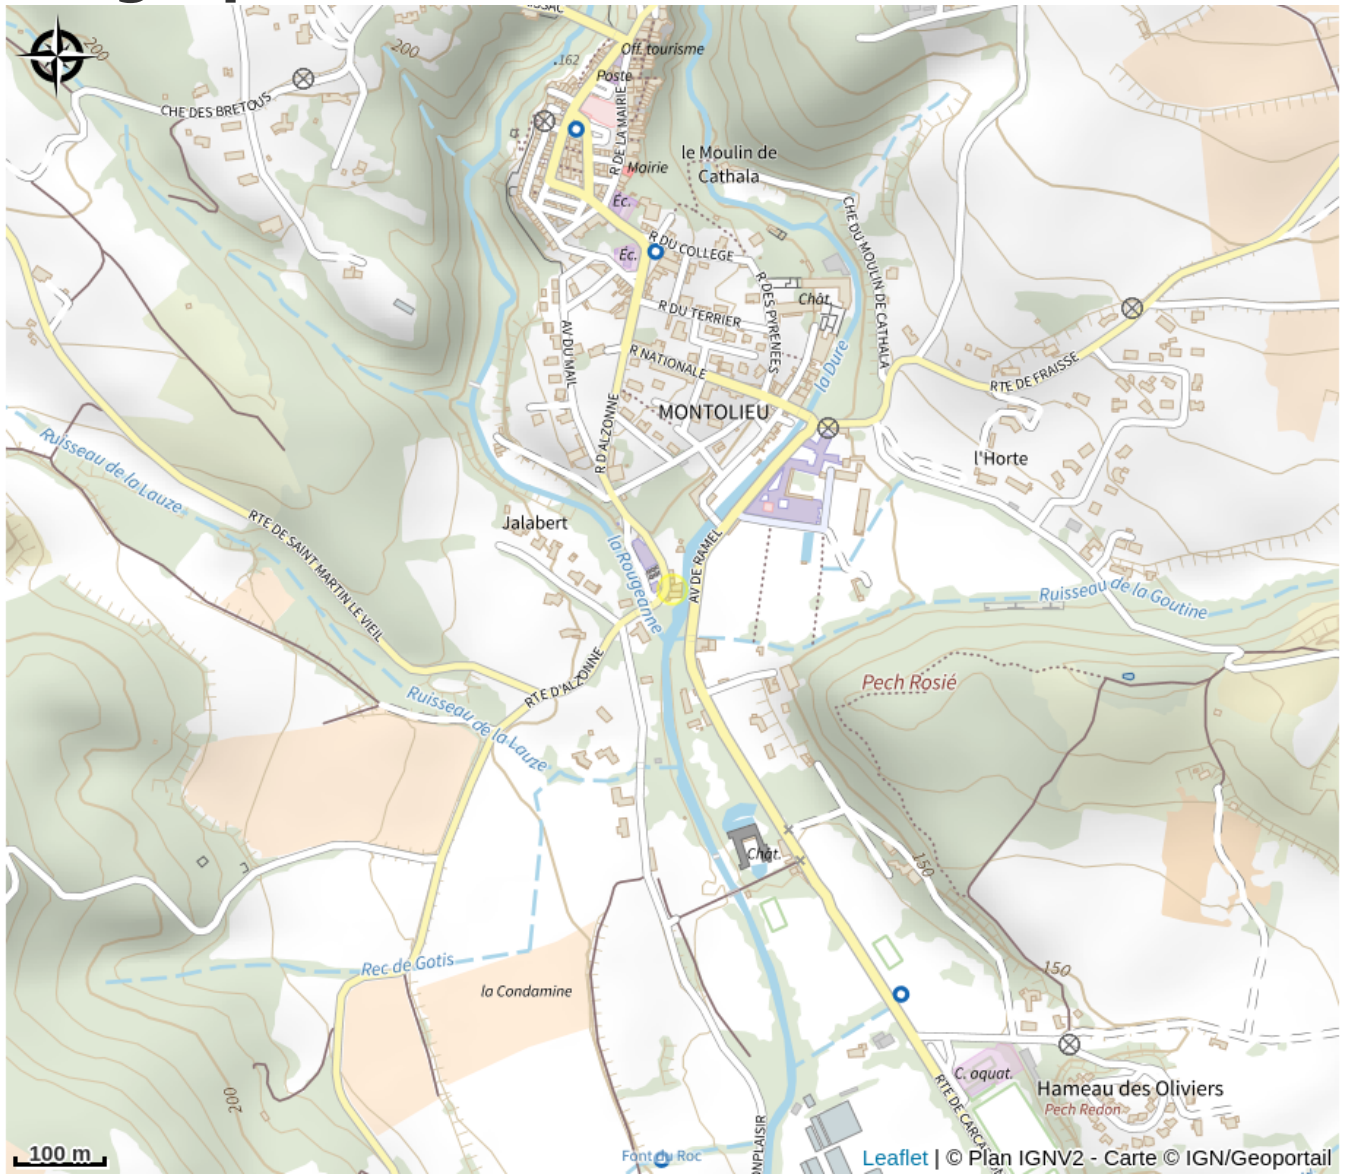 200
200
CHE DES BRETOUS
.162
Off. tourisme
Poste
R DE LA MAIRIE
Mairie
le Moulin de
Cathala
Éc.
Éc.
R DU COLLEGE
CHE DU MOULIN DE CATHALA
R DES PYRENEES
Chât.
R DU TERRIER
AV DU MAIL
R NATIONALE
la Dure
RTE DE FRAISSE
MONTOLIEU
R D'ALZONNE
l'Horte
Ruisseau de la Lauze
RTE DE SAINT MARTIN LE VIEIL
Jalabert
la Rougeanne
AV DE RAMEL
Ruisseau de la Goutine
RTE D'ALZONNE
Pech Rosié
Ruisseau de la Lauze
Chât.
150
Rec de Gotis
la Condamine
150
C. aquat.
Hameau des Oliviers
Pech Redon
200
100 m
Font du Roc
Leaflet | © Plan IGNV2 - Carte © IGN/Geoportail